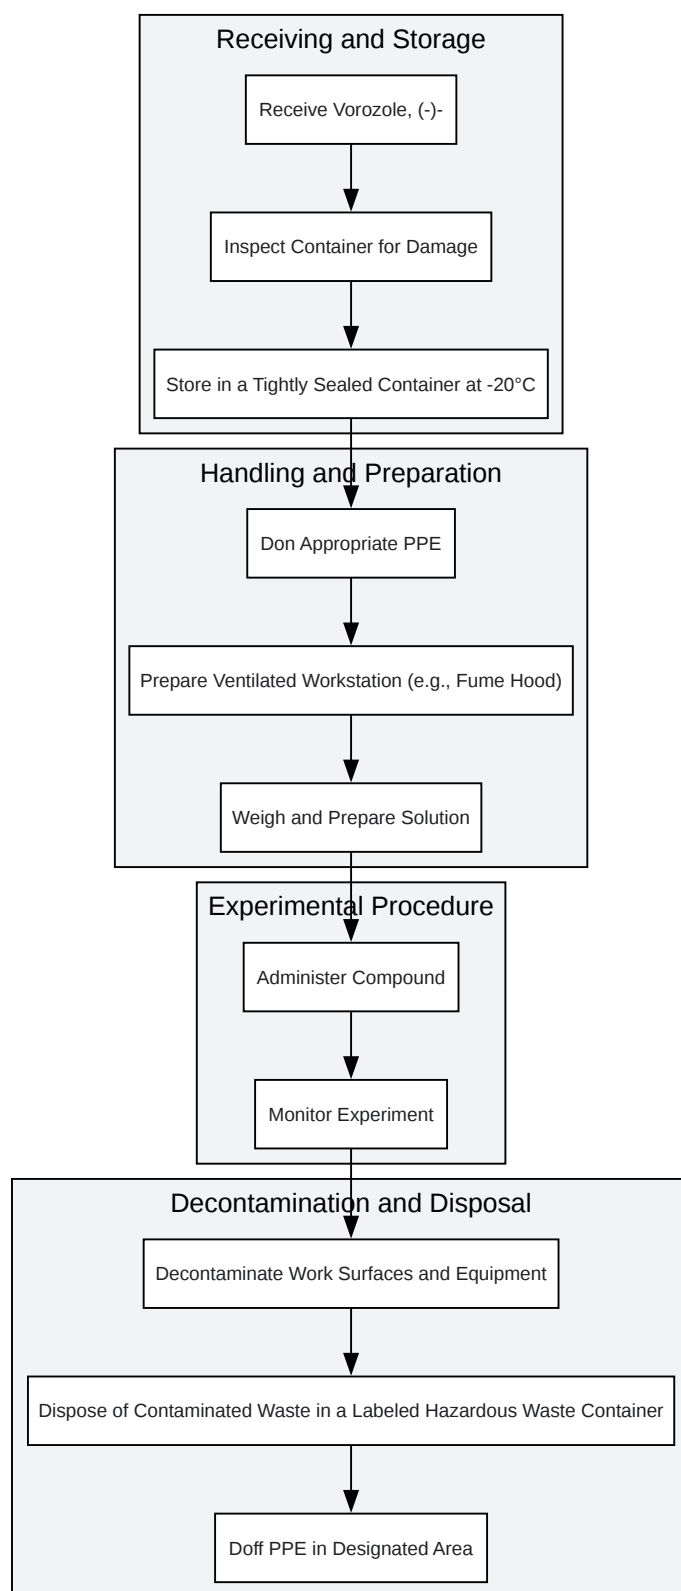 Receiving and Storage
Receive Vorozole, (-)-
Inspect Container for Damage
Store in a Tightly Sealed Container at -20°C
Handling and Preparation
Don Appropriate PPE
Prepare Ventilated Workstation (e.g., Fume Hood)
Weigh and Prepare Solution
Experimental Procedure
Administer Compound
Monitor Experiment
Decontamination and Disposal
Decontaminate Work Surfaces and Equipment
Dispose of Contaminated Waste in a Labeled Hazardous Waste Container
Doff PPE in Designated Area